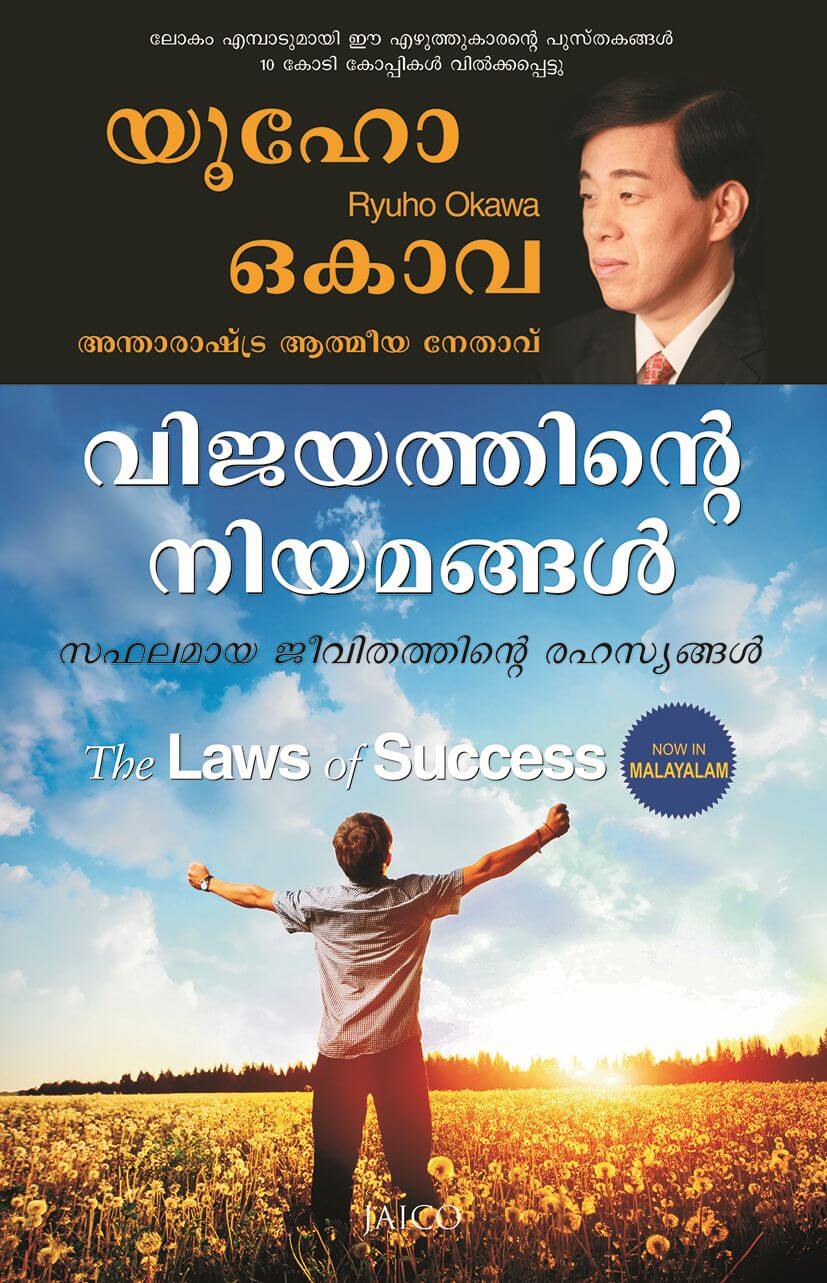 ലോകം എമ്പാടുമായി ഈ എഴുത്തുകാരന്റെ പുസ്തകങ്ങൾ
10 കോടി കോപ്പികൾ വിൽക്കപ്പെട്ടു
യൂഹോ
Ryuho Okawa
ഒകാവ
അന്താരാഷ്ട്ര ആത്മീയ നേതാവ്
വിജയത്തിന്റെ
നിയമങ്ങൾ
സഫലമായ ജീവിതത്തിന്റെ രഹസ്യങ്ങൾ
The Laws of Success
NOW IN
MALAYALAM
JAICO